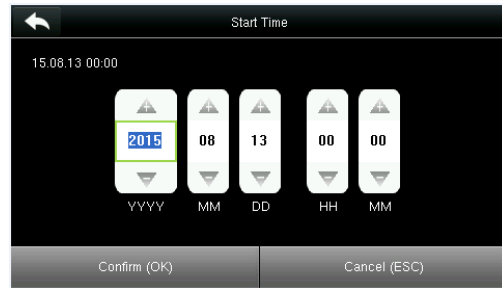 Start Time
15.08.13 00:00
2015 08 13 00 00
YYYY MM DD HH MM
Confirm (OK) Cancel (ESC)